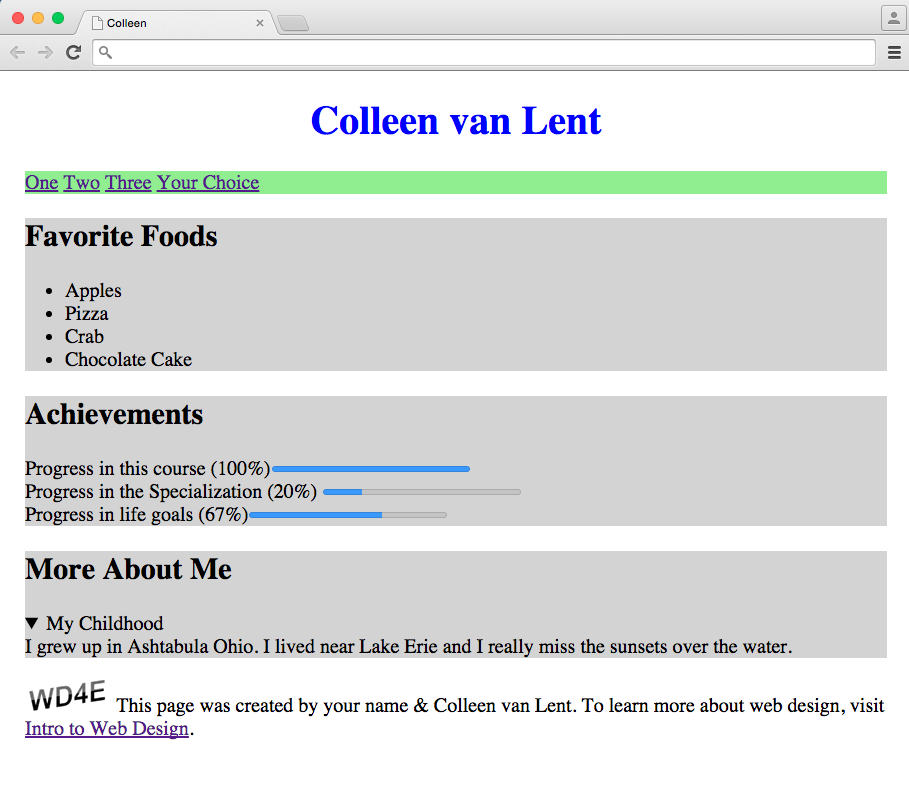 Colleen
Colleen van Lent
One Two Three Your Choice
Favorite Foods
Apples
Pizza
Crab
Chocolate Cake
Achievements
Progress in this course (100%)
Progress in the Specialization (20%)
Progress in life goals (67%)
More About Me
My Childhood
I grew up in Ashtabula Ohio. I lived near Lake Erie and I really miss the sunsets over the water.
WD4E This page was created by your name & Colleen van Lent. To learn more about web design, visit
Intro to Web Design.